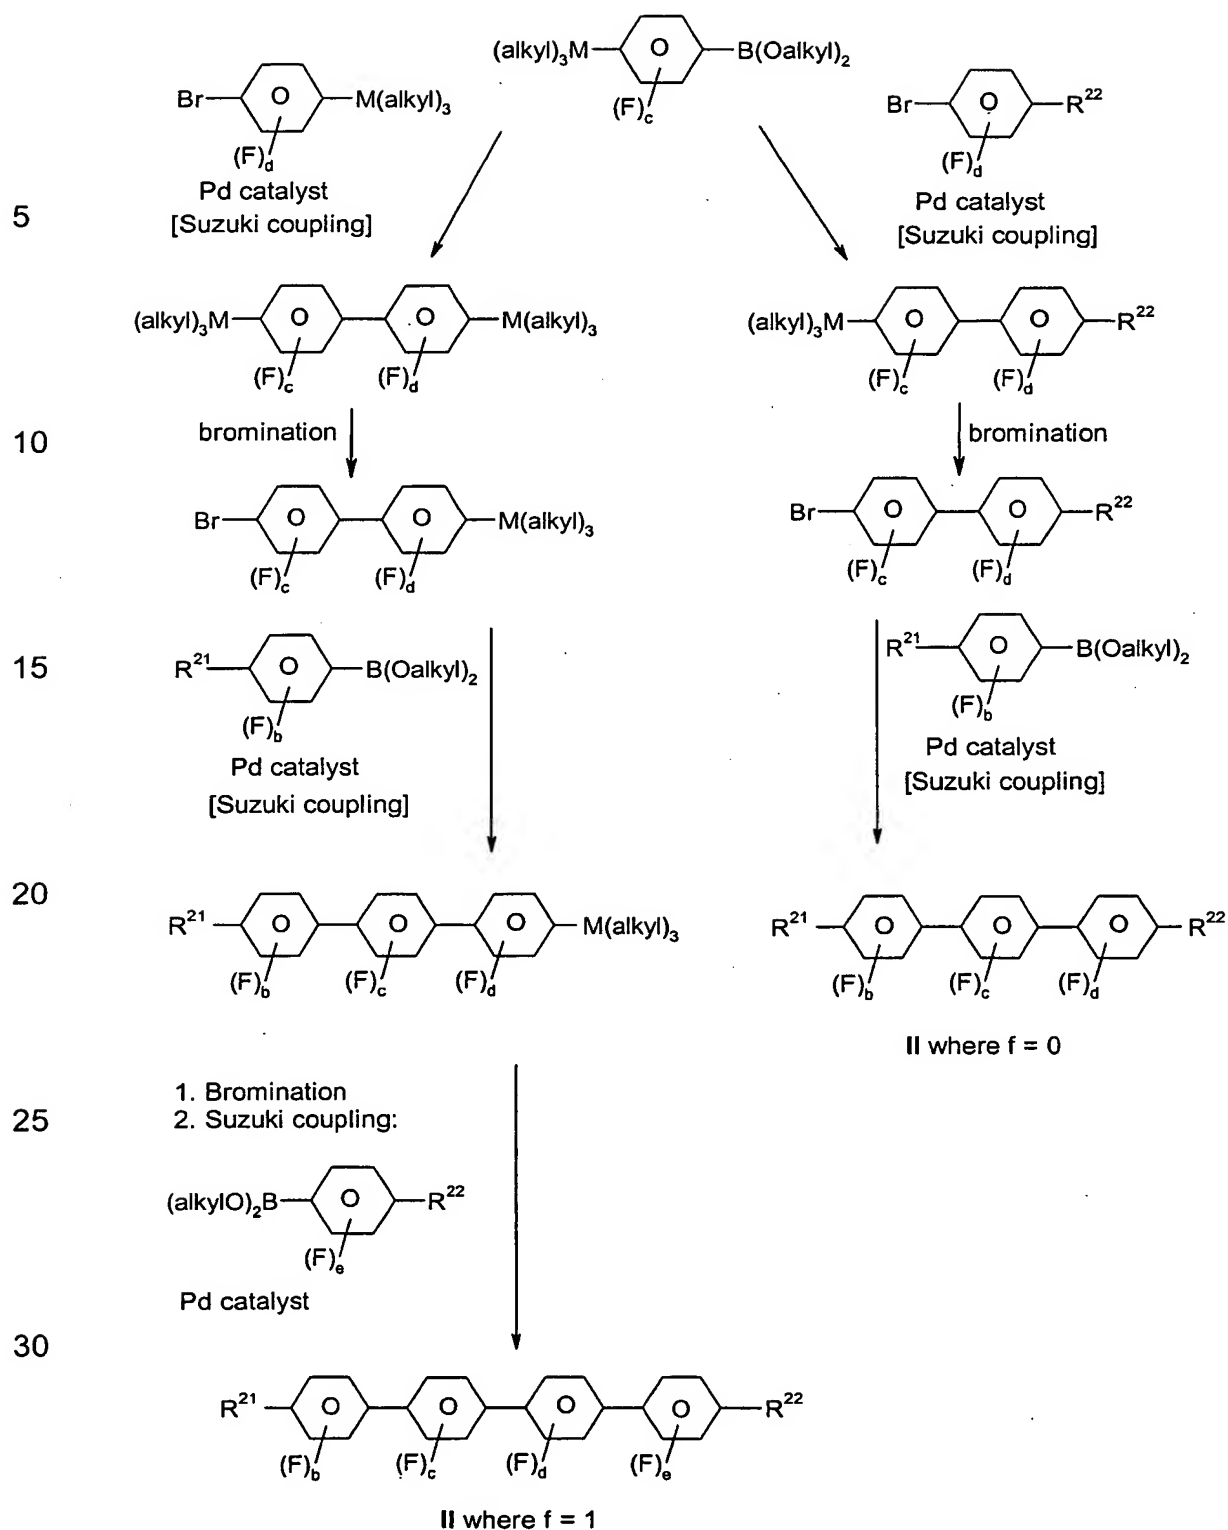 (alkyl)₃M O B(Oalkyl)₂
(F)c
Br O M(alkyl)₃
(F)d
Pd catalyst
[Suzuki coupling]
Br O R²²
(F)d
Pd catalyst
[Suzuki coupling]
5
(alkyl)₃M O O M(alkyl)₃
(F)c (F)d
(alkyl)₃M O O R²²
(F)c (F)d
10
bromination
bromination
Br O O M(alkyl)₃
(F)c (F)d
Br O O R²²
(F)c (F)d
15
R²¹ O B(Oalkyl)₂
(F)b
Pd catalyst
[Suzuki coupling]
R²¹ O B(Oalkyl)₂
(F)b
Pd catalyst
[Suzuki coupling]
20
R²¹ O O O M(alkyl)₃
(F)b (F)c (F)d
R²¹ O O O R²²
(F)b (F)c (F)d
II where f = 0
25
1. Bromination
2. Suzuki coupling:
(alkylO)₂B O R²²
(F)e
Pd catalyst
30
R²¹ O O O O R²²
(F)b (F)c (F)d (F)e
II where f = 1